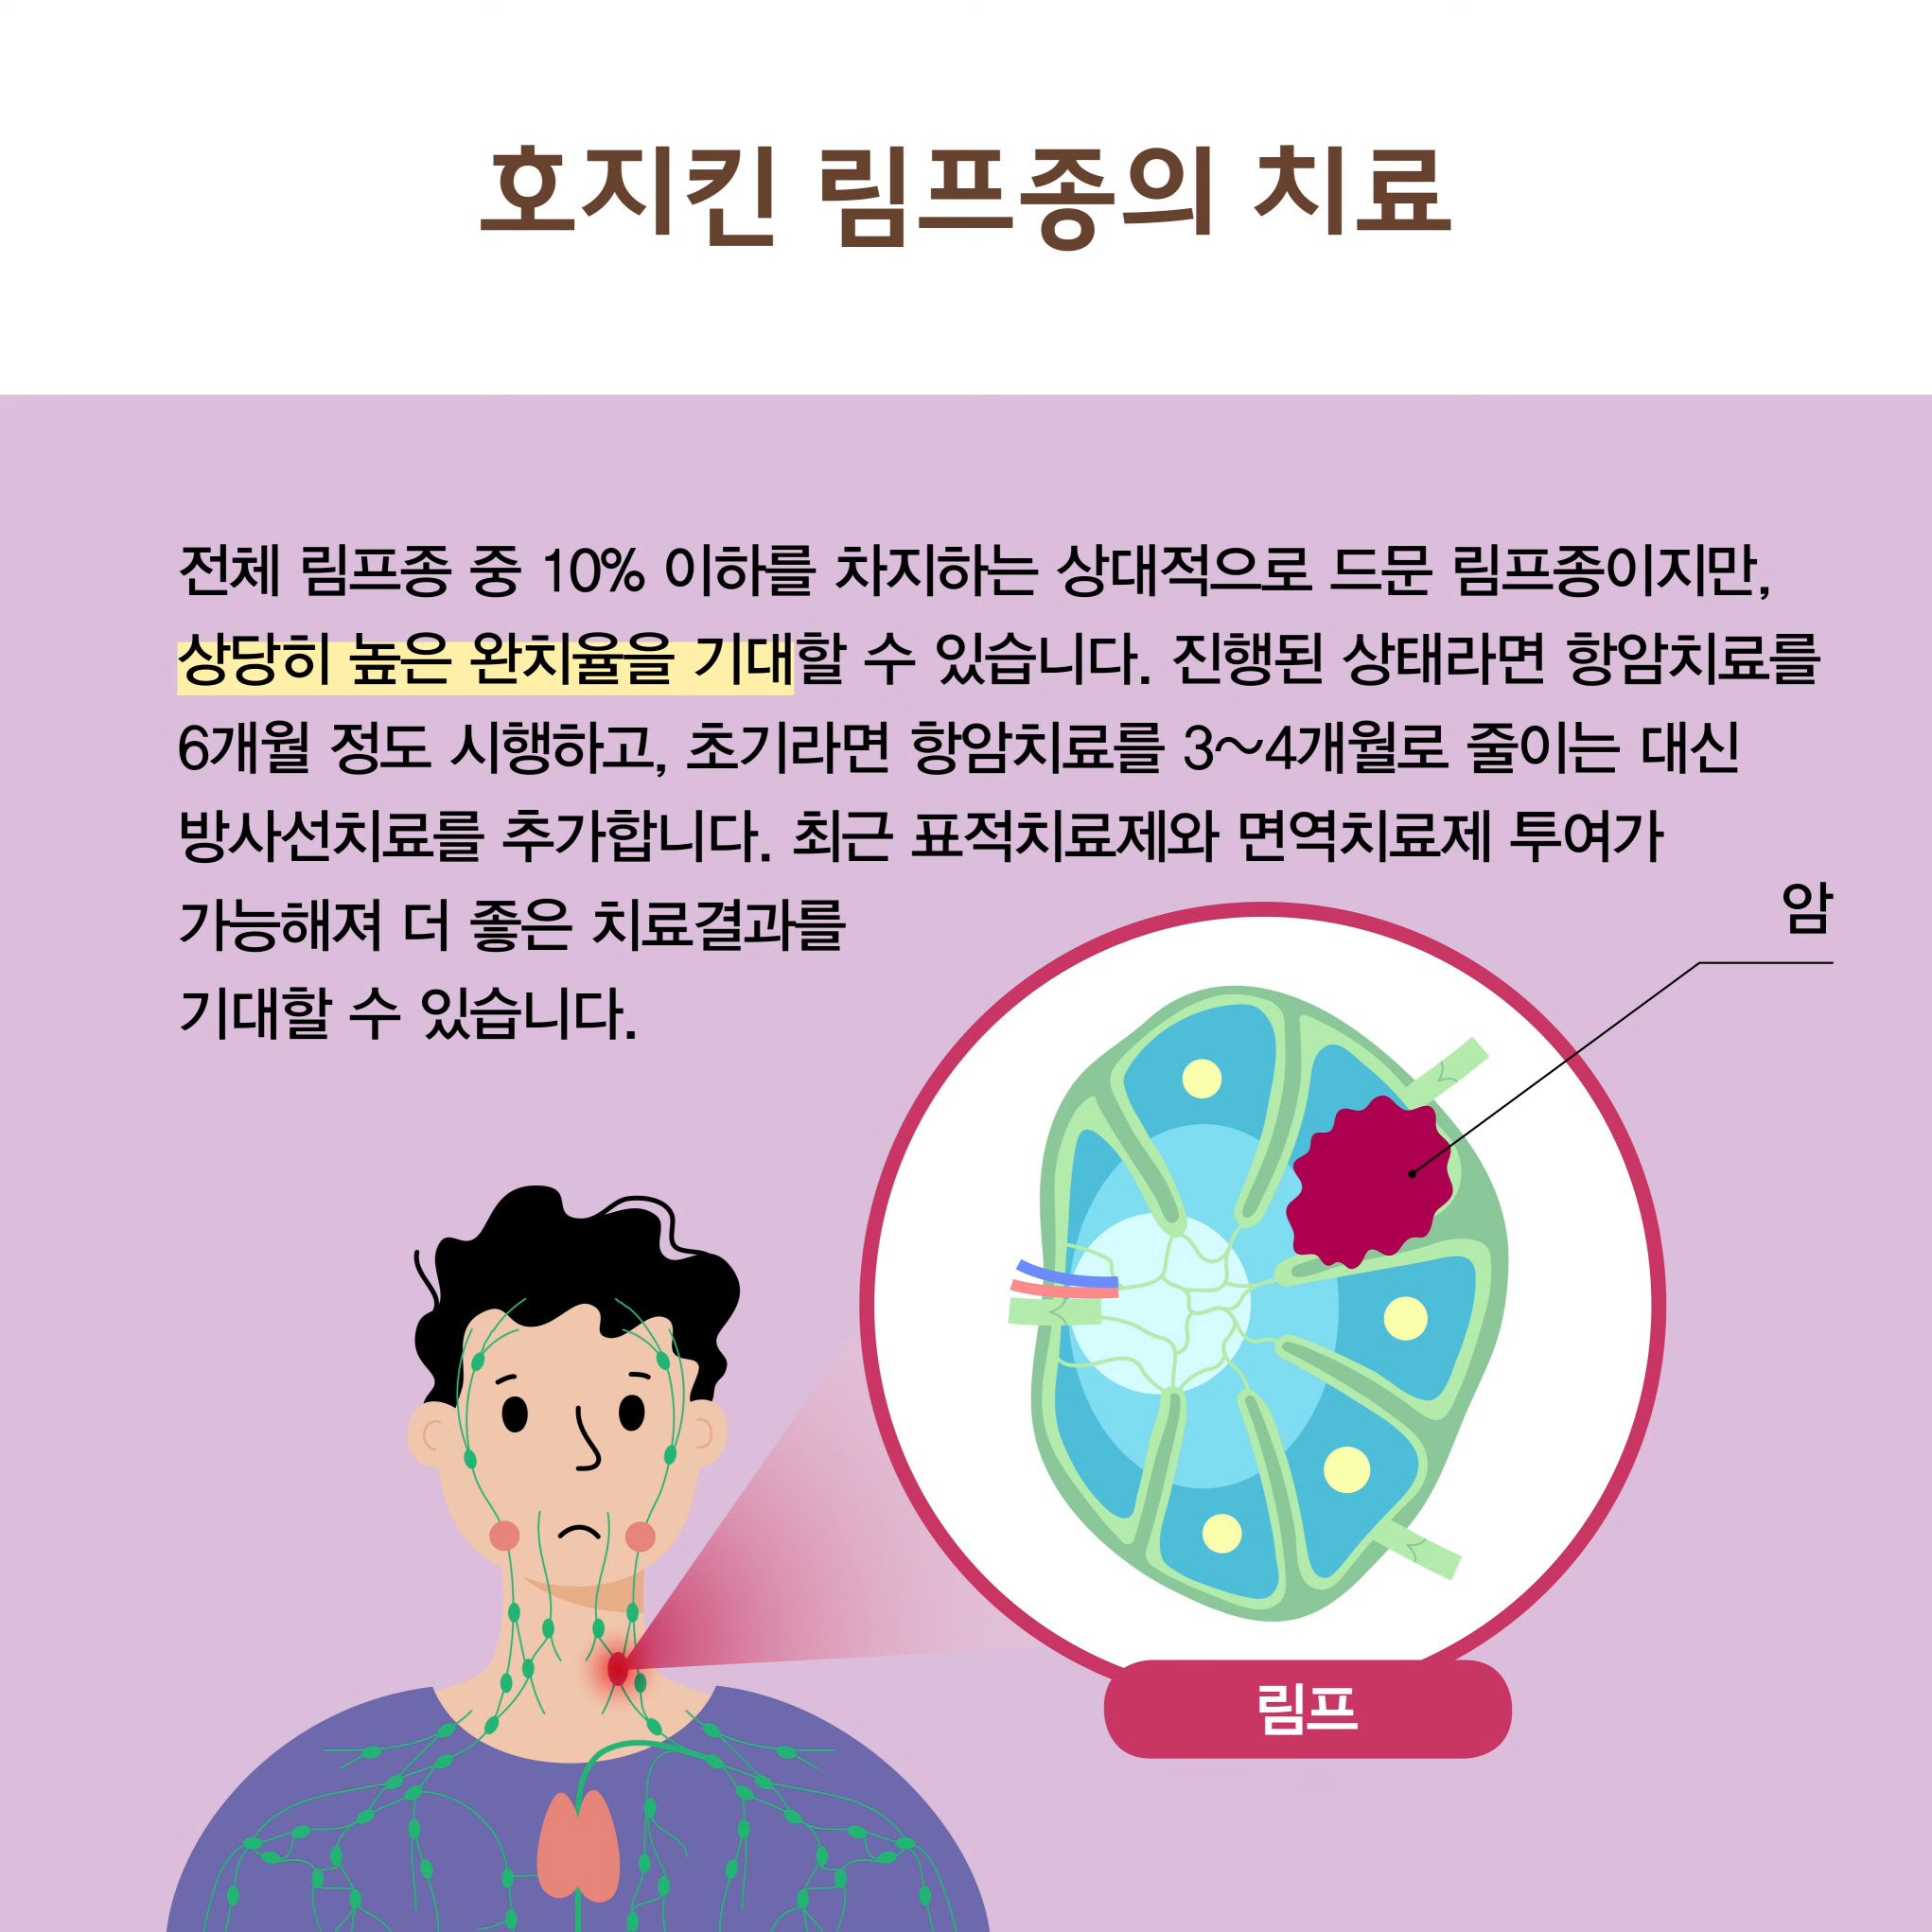 호지킨 림프종의 치료
전체 림프종 중 10% 이하를 차지하는 상대적으로 드문 림프종이지만,
상당히 높은 완치율을 기대할 수 있습니다. 진행된 상태라면 항암치료를
6개월 정도 시행하고, 초기라면 항암치료를 3~4개월로 줄이는 대신
방사선치료를 추가합니다. 최근 표적치료제와 면역치료제 투여가
가능해져 더 좋은 치료결과를
기대할 수 있습니다.
암
림프